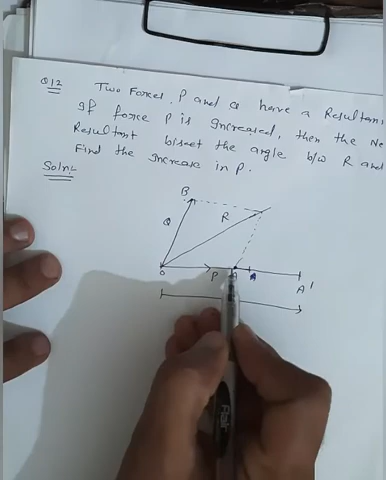 Q12 Two Forces, P and Q have a Resultant
If force P is Increased, then the Ne
Resultant bisect the angle b/w R and
Find the Increase in P.
Soln:
B
Q
R
O
P
A
A
A'
Flair